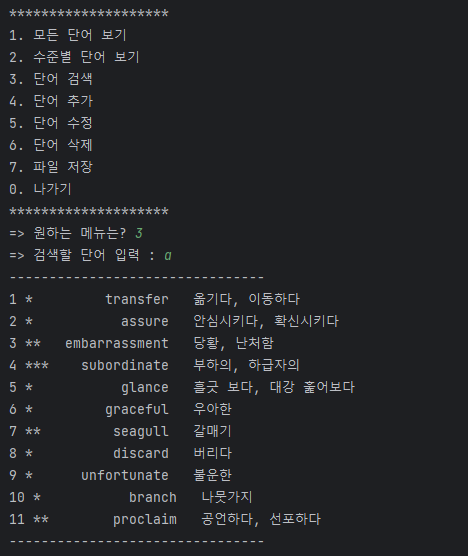 ********************
1. 모든 단어 보기
2. 수준별 단어 보기
3. 단어 검색
4. 단어 추가
5. 단어 수정
6. 단어 삭제
7. 파일 저장
0. 나가기
********************
=> 원하는 메뉴는? 3
=> 검색할 단어 입력 : a
--------------------------------
1 *         transfer   옮기다, 이동하다
2 *           assure   안심시키다, 확신시키다
3 **   embarrassment   당황, 난처함
4 ***    subordinate   부하의, 하급자의
5 *           glance   흘긋 보다, 대강 훑어보다
6 *         graceful   우아한
7 **         seagull   갈매기
8 *          discard   버리다
9 *      unfortunate   불운한
10 *           branch   나뭇가지
11 **         proclaim   공언하다, 선포하다
--------------------------------